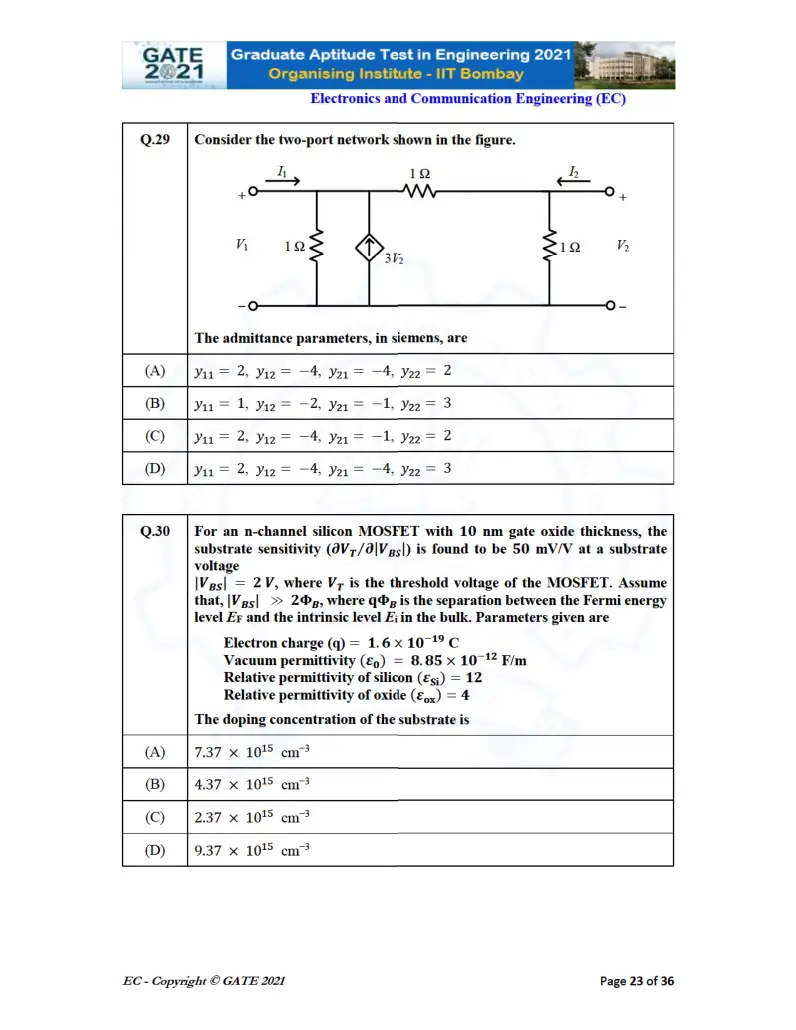 GATE
2021
Graduate Aptitude Test in Engineering 2021
Organising Institute - IIT Bombay
Electronics and Communication Engineering (EC)
Q.29 Consider the two-port network shown in the figure.
I₁ 1 Ω I₂
+ +
V₁ 1 Ω 3V₂ 1 Ω V₂
− −
The admittance parameters, in siemens, are
(A) y₁₁ = 2, y₁₂ = −4, y₂₁ = −4, y₂₂ = 2
(B) y₁₁ = 1, y₁₂ = −2, y₂₁ = −1, y₂₂ = 3
(C) y₁₁ = 2, y₁₂ = −4, y₂₁ = −1, y₂₂ = 2
(D) y₁₁ = 2, y₁₂ = −4, y₂₁ = −4, y₂₂ = 3
Q.30 For an n-channel silicon MOSFET with 10 nm gate oxide thickness, the
substrate sensitivity (∂V_T/∂|V_BS|) is found to be 50 mV/V at a substrate
voltage
|V_BS| = 2 V, where V_T is the threshold voltage of the MOSFET. Assume
that, |V_BS| ≫ 2Φ_B, where qΦ_B is the separation between the Fermi energy
level E_F and the intrinsic level E_i in the bulk. Parameters given are
Electron charge (q) = 1.6 × 10⁻¹⁹ C
Vacuum permittivity (ε₀) = 8.85 × 10⁻¹² F/m
Relative permittivity of silicon (ε_Si) = 12
Relative permittivity of oxide (ε_ox) = 4
The doping concentration of the substrate is
(A) 7.37 × 10¹⁵ cm⁻³
(B) 4.37 × 10¹⁵ cm⁻³
(C) 2.37 × 10¹⁵ cm⁻³
(D) 9.37 × 10¹⁵ cm⁻³
EC - Copyright © GATE 2021 Page 23 of 36